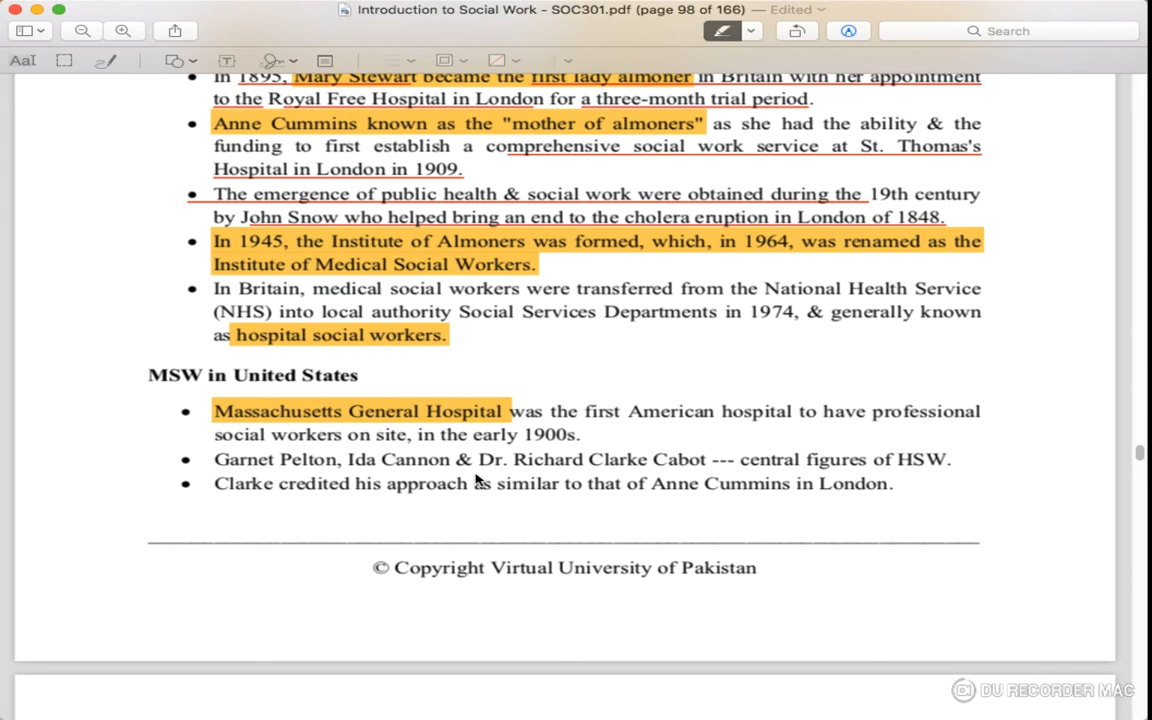 Introduction to Social Work - SOC301.pdf (page 98 of 166) — Edited
Search
AaI
In 1895, Mary Stewart became the first lady almoner in Britain with her appointment
to the Royal Free Hospital in London for a three-month trial period.
Anne Cummins known as the "mother of almoners" as she had the ability & the
funding to first establish a comprehensive social work service at St. Thomas's
Hospital in London in 1909.
The emergence of public health & social work were obtained during the 19th century
by John Snow who helped bring an end to the cholera eruption in London of 1848.
In 1945, the Institute of Almoners was formed, which, in 1964, was renamed as the
Institute of Medical Social Workers.
In Britain, medical social workers were transferred from the National Health Service
(NHS) into local authority Social Services Departments in 1974, & generally known
as hospital social workers.
MSW in United States
Massachusetts General Hospital was the first American hospital to have professional
social workers on site, in the early 1900s.
Garnet Pelton, Ida Cannon & Dr. Richard Clarke Cabot --- central figures of HSW.
Clarke credited his approach as similar to that of Anne Cummins in London.
© Copyright Virtual University of Pakistan
DU RECORDER MAC